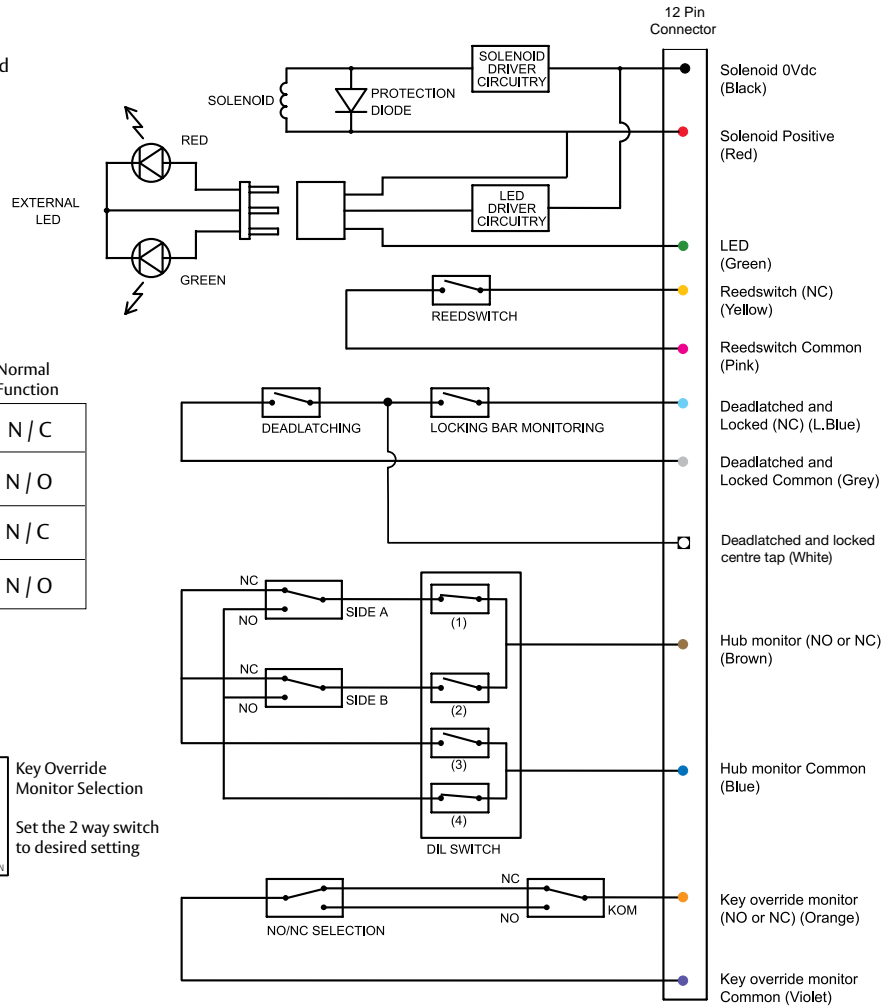 12 Pin
Connector
d
SOLENOID
DRIVER
CIRCUITRY
Solenoid 0Vdc
(Black)
SOLENOID
PROTECTION
DIODE
RED
Solenoid Positive
(Red)
EXTERNAL
LED
LED
DRIVER
CIRCUITRY
GREEN
LED
(Green)
REEDSWITCH
Reedswitch (NC)
(Yellow)
Reedswitch Common
(Pink)
Normal
Function
N / C
N / O
N / C
N / O
DEADLATCHING
LOCKING BAR MONITORING
Deadlatched and
Locked (NC) (L.Blue)
Deadlatched and
Locked Common (Grey)
Deadlatched and locked
centre tap (White)
NC
NO
SIDE A
(1)
NC
NO
SIDE B
(2)
(3)
(4)
DIL SWITCH
Hub monitor (NO or NC)
(Brown)
Hub monitor Common
(Blue)
Key Override
Monitor Selection
Set the 2 way switch
to desired setting
N
NC
NO
NO/NC SELECTION
KOM
Key override monitor
(NO or NC) (Orange)
Key override monitor
Common (Violet)